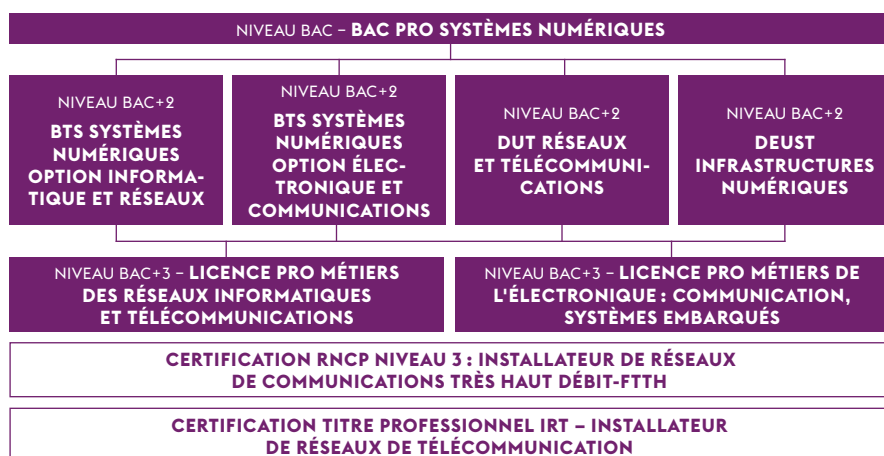 NIVEAU BAC – BAC PRO SYSTÈMES NUMÉRIQUES
NIVEAU BAC+2
BTS SYSTÈMES
NUMÉRIQUES
OPTION INFORMA-
TIQUE ET RÉSEAUX
NIVEAU BAC+2
BTS SYSTÈMES
NUMÉRIQUES
OPTION ÉLEC-
TRONIQUE ET
COMMUNICATIONS
NIVEAU BAC+2
DUT RÉSEAUX
ET TÉLÉCOMMUNI-
CATIONS
NIVEAU BAC+2
DEUST
INFRASTRUCTURES
NUMÉRIQUES
NIVEAU BAC+3 – LICENCE PRO MÉTIERS
DES RÉSEAUX INFORMATIQUES
ET TÉLÉCOMMUNICATIONS
NIVEAU BAC+3 – LICENCE PRO MÉTIERS DE
L'ÉLECTRONIQUE : COMMUNICATION,
SYSTÈMES EMBARQUÉS
CERTIFICATION RNCP NIVEAU 3 : INSTALLATEUR DE RÉSEAUX
DE COMMUNICATIONS TRÈS HAUT DÉBIT-FTTH
CERTIFICATION TITRE PROFESSIONNEL IRT – INSTALLATEUR
DE RÉSEAUX DE TÉLÉCOMMUNICATION